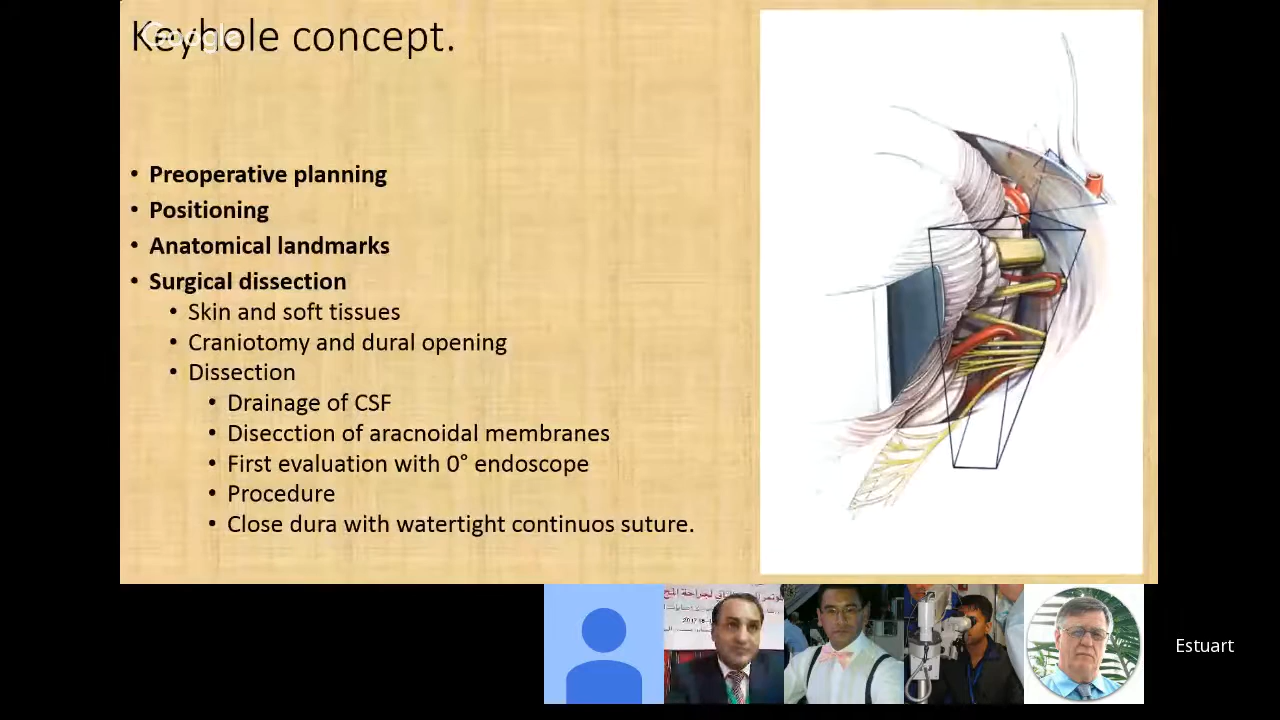 Keyhole concept.
Google
• Preoperative planning
• Positioning
• Anatomical landmarks
• Surgical dissection
• Skin and soft tissues
• Craniotomy and dural opening
• Dissection
• Drainage of CSF
• Disecction of aracnoidal membranes
• First evaluation with 0° endoscope
• Procedure
• Close dura with watertight continuos suture.
Estuart